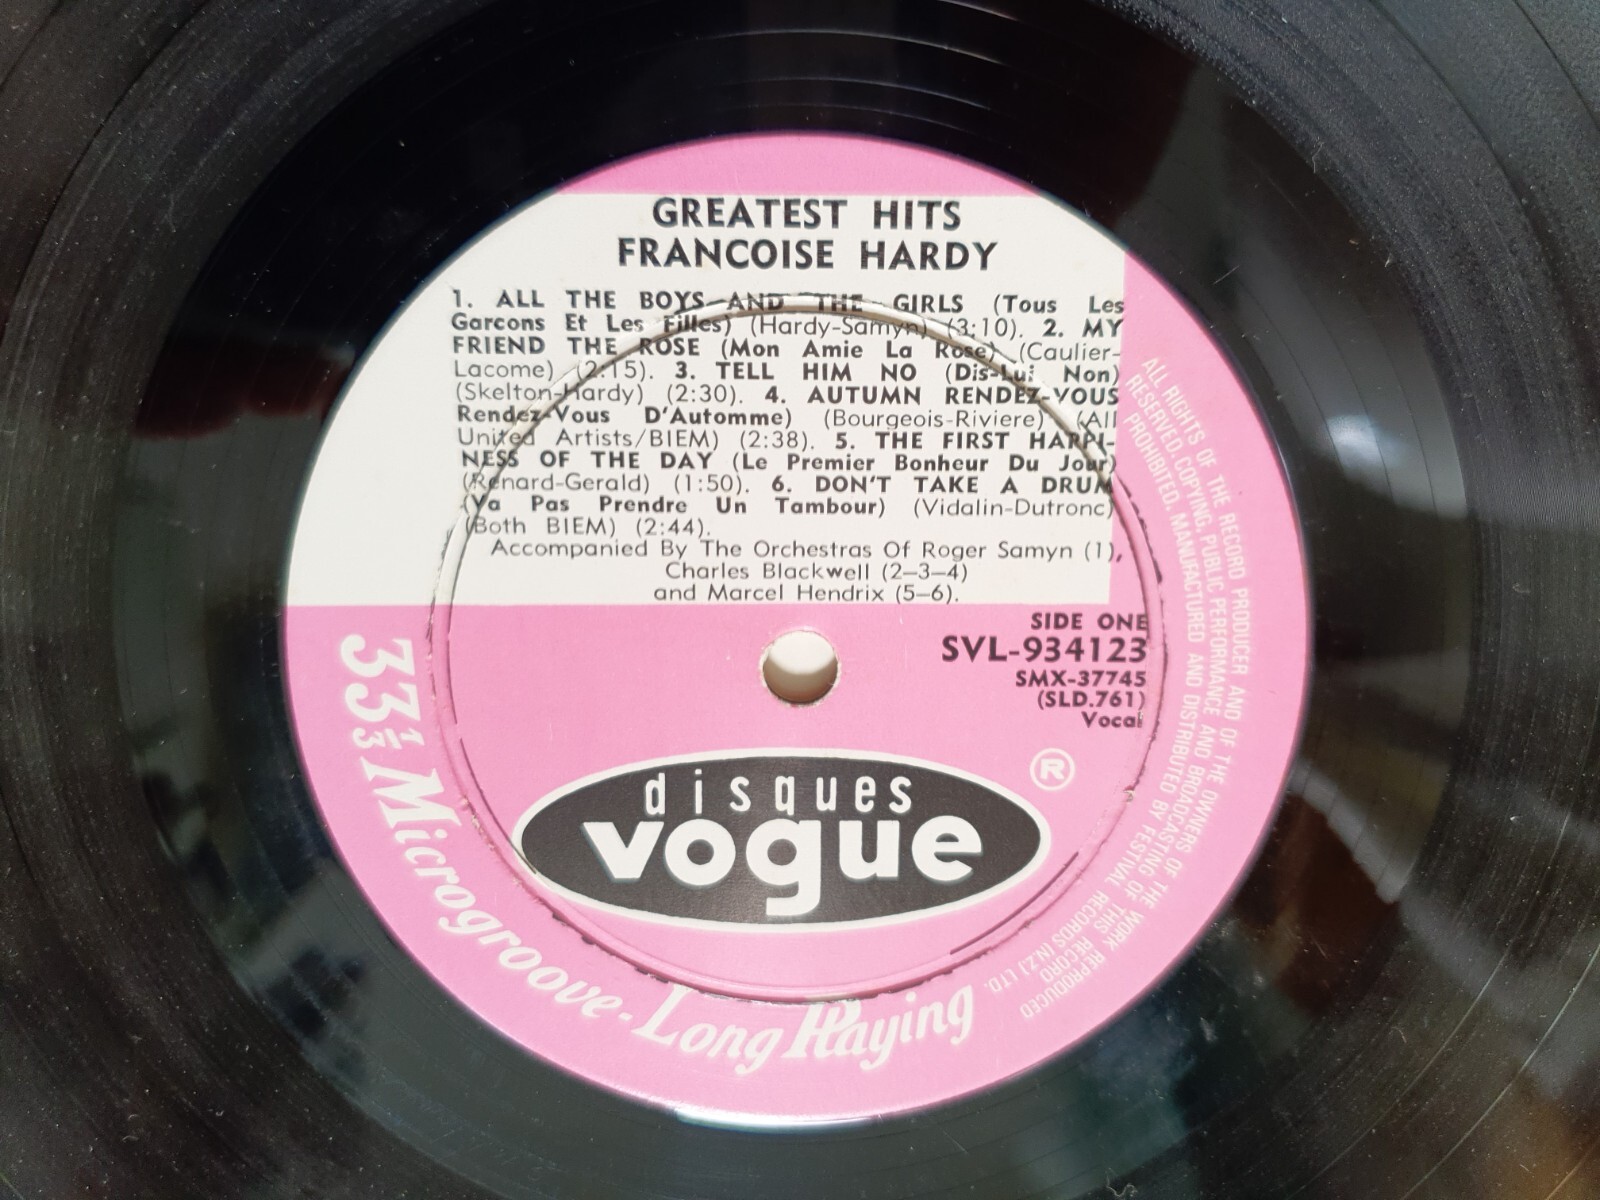 GREATEST HITS
FRANCOISE HARDY
1. ALL THE BOYS AND THE GIRLS (Tous Les
Garcons Et Les Filles) (Hardy-Samyn) (3:10). 2. MY
FRIEND THE ROSE (Mon Amie La Rose) (Caulier-
Lacome) (2:15). 3. TELL HIM NO (Dis-Lui Non)
(Skelton-Hardy) (2:30). 4. AUTUMN RENDEZ-VOUS
Rendez-Vous D'Automme) (Bourgeois-Riviere) (All
United Artists/BIEM) (2:38). 5. THE FIRST HAPPI-
NESS OF THE DAY (Le Premier Bonheur Du Jour)
(Renard-Gerald) (1:50). 6. DON'T TAKE A DRUM
(Va Pas Prendre Un Tambour) (Vidalin-Dutronc)
(Both BIEM) (2:44).
Accompanied By The Orchestras Of Roger Samyn (1),
Charles Blackwell (2–3–4)
and Marcel Hendrix (5–6).
SIDE ONE
SVL-934123
SMX-37745
(SLD.761)
Vocal
disques
vogue
®
33⅓ Microgroove - Long Playing
ALL RIGHTS OF THE RECORD PRODUCER AND OF THE OWNERS OF THE WORK REPRODUCED
RESERVED. COPYING, PUBLIC PERFORMANCE AND BROADCASTING OF THIS RECORD
PROHIBITED. MANUFACTURED AND DISTRIBUTED BY FESTIVAL RECORDS (N.Z.) LTD.